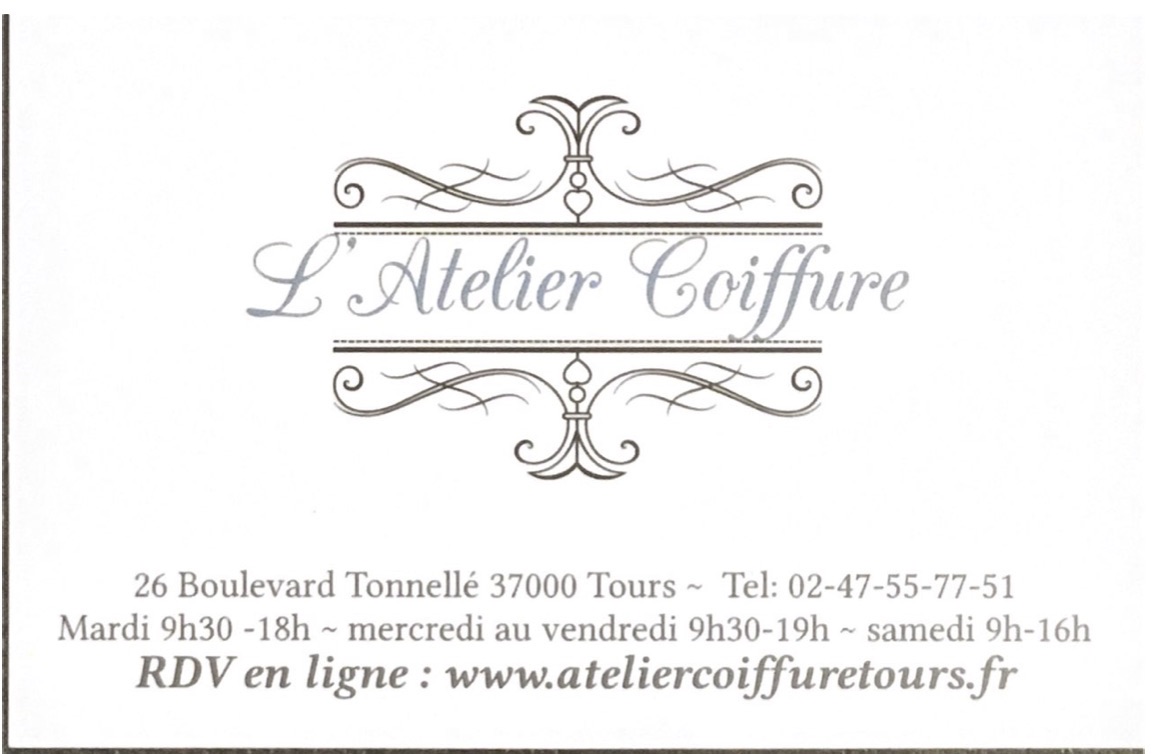 L'Atelier Coiffure
26 Boulevard Tonnellé 37000 Tours ~ Tel: 02-47-55-77-51
Mardi 9h30 -18h ~ mercredi au vendredi 9h30-19h ~ samedi 9h-16h
RDV en ligne : www.ateliercoiffuretours.fr